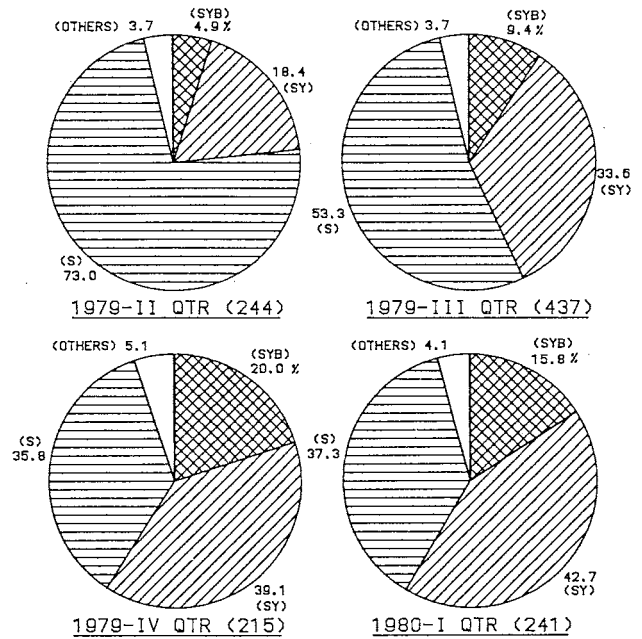 (OTHERS) 3.7
(SYB)
4.9 %
18.4
(SY)
(S)
73.0
1979-II QTR (244)
(OTHERS) 3.7
(SYB)
9.4 %
33.6
(SY)
53.3
(S)
1979-III QTR (437)
(OTHERS) 5.1
(SYB)
20.0 %
(S)
35.8
39.1
(SY)
1979-IV QTR (215)
(OTHERS) 4.1
(SYB)
15.8 %
(S)
37.3
42.7
(SY)
1980-I QTR (241)